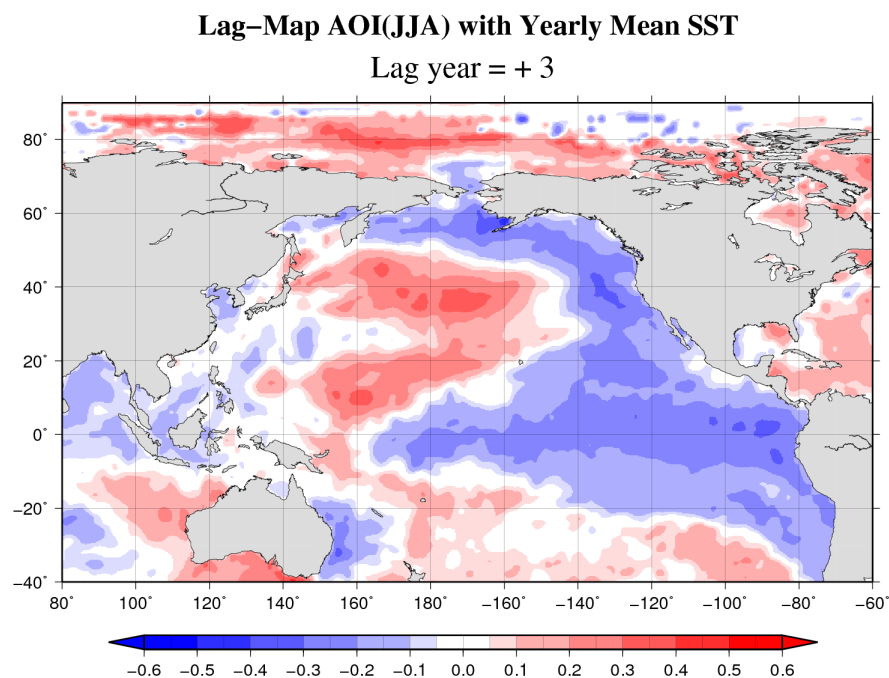 Lag−Map AOI(JJA) with Yearly Mean SST
Lag year = + 3
80˚
60˚
40˚
20˚
0˚
−20˚
−40˚
80˚ 100˚ 120˚ 140˚ 160˚ 180˚ −160˚ −140˚ −120˚ −100˚ −80˚ −60˚
−0.6 −0.5 −0.4 −0.3 −0.2 −0.1 0.0 0.1 0.2 0.3 0.4 0.5 0.6